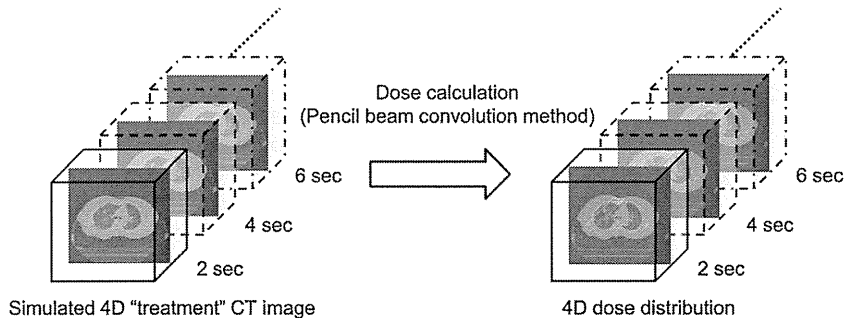 Dose calculation
(Pencil beam convolution method)
6 sec
4 sec
2 sec
6 sec
4 sec
2 sec
Simulated 4D “treatment” CT image
4D dose distribution